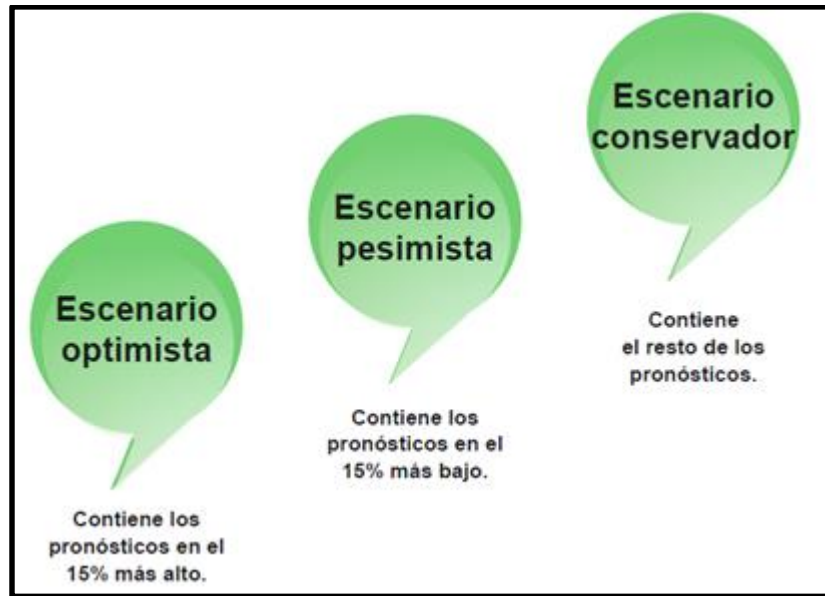 Escenario
optimista
Contiene los
pronósticos en el
15% más alto.
Escenario
pesimista
Contiene los
pronósticos en el
15% más bajo.
Escenario
conservador
Contiene
el resto de los
pronósticos.